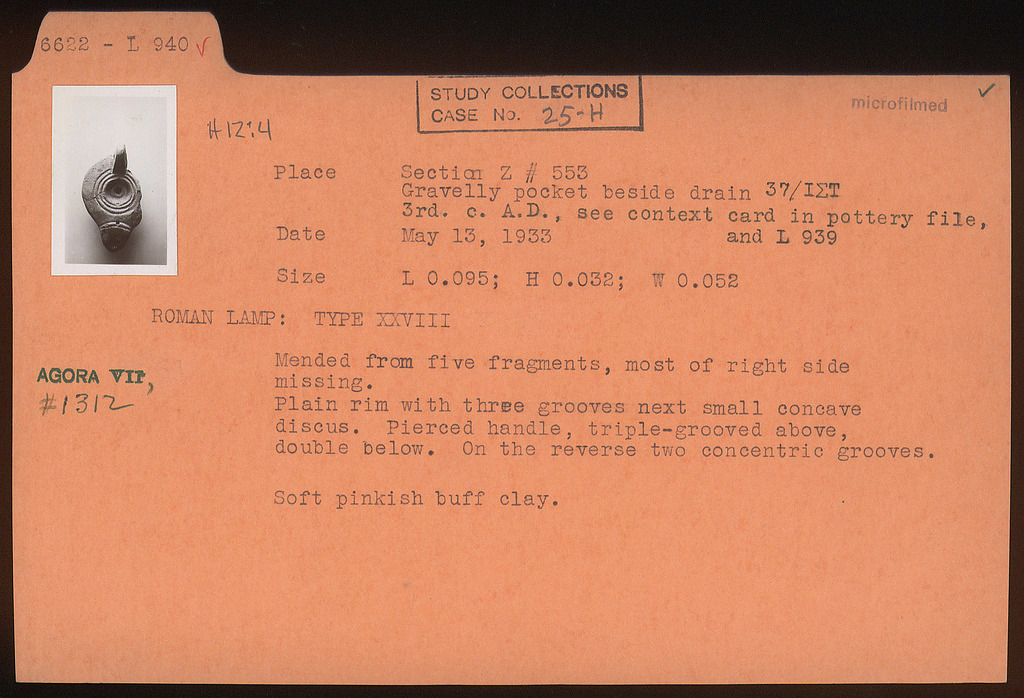 6622 - L 940 √
STUDY COLLECTIONS
CASE No. 25-H
microfilmed ✓
H 12:4
Place Section Z # 553
Gravelly pocket beside drain 37/ΙΣΤ
3rd. c. A.D., see context card in pottery file,
Date May 13, 1933 and L 939
Size L 0.095; H 0.032; W 0.052
ROMAN LAMP: TYPE XXVIII
AGORA VII,
#1312
Mended from five fragments, most of right side
missing.
Plain rim with three grooves next small concave
discus. Pierced handle, triple-grooved above,
double below. On the reverse two concentric grooves.
Soft pinkish buff clay.